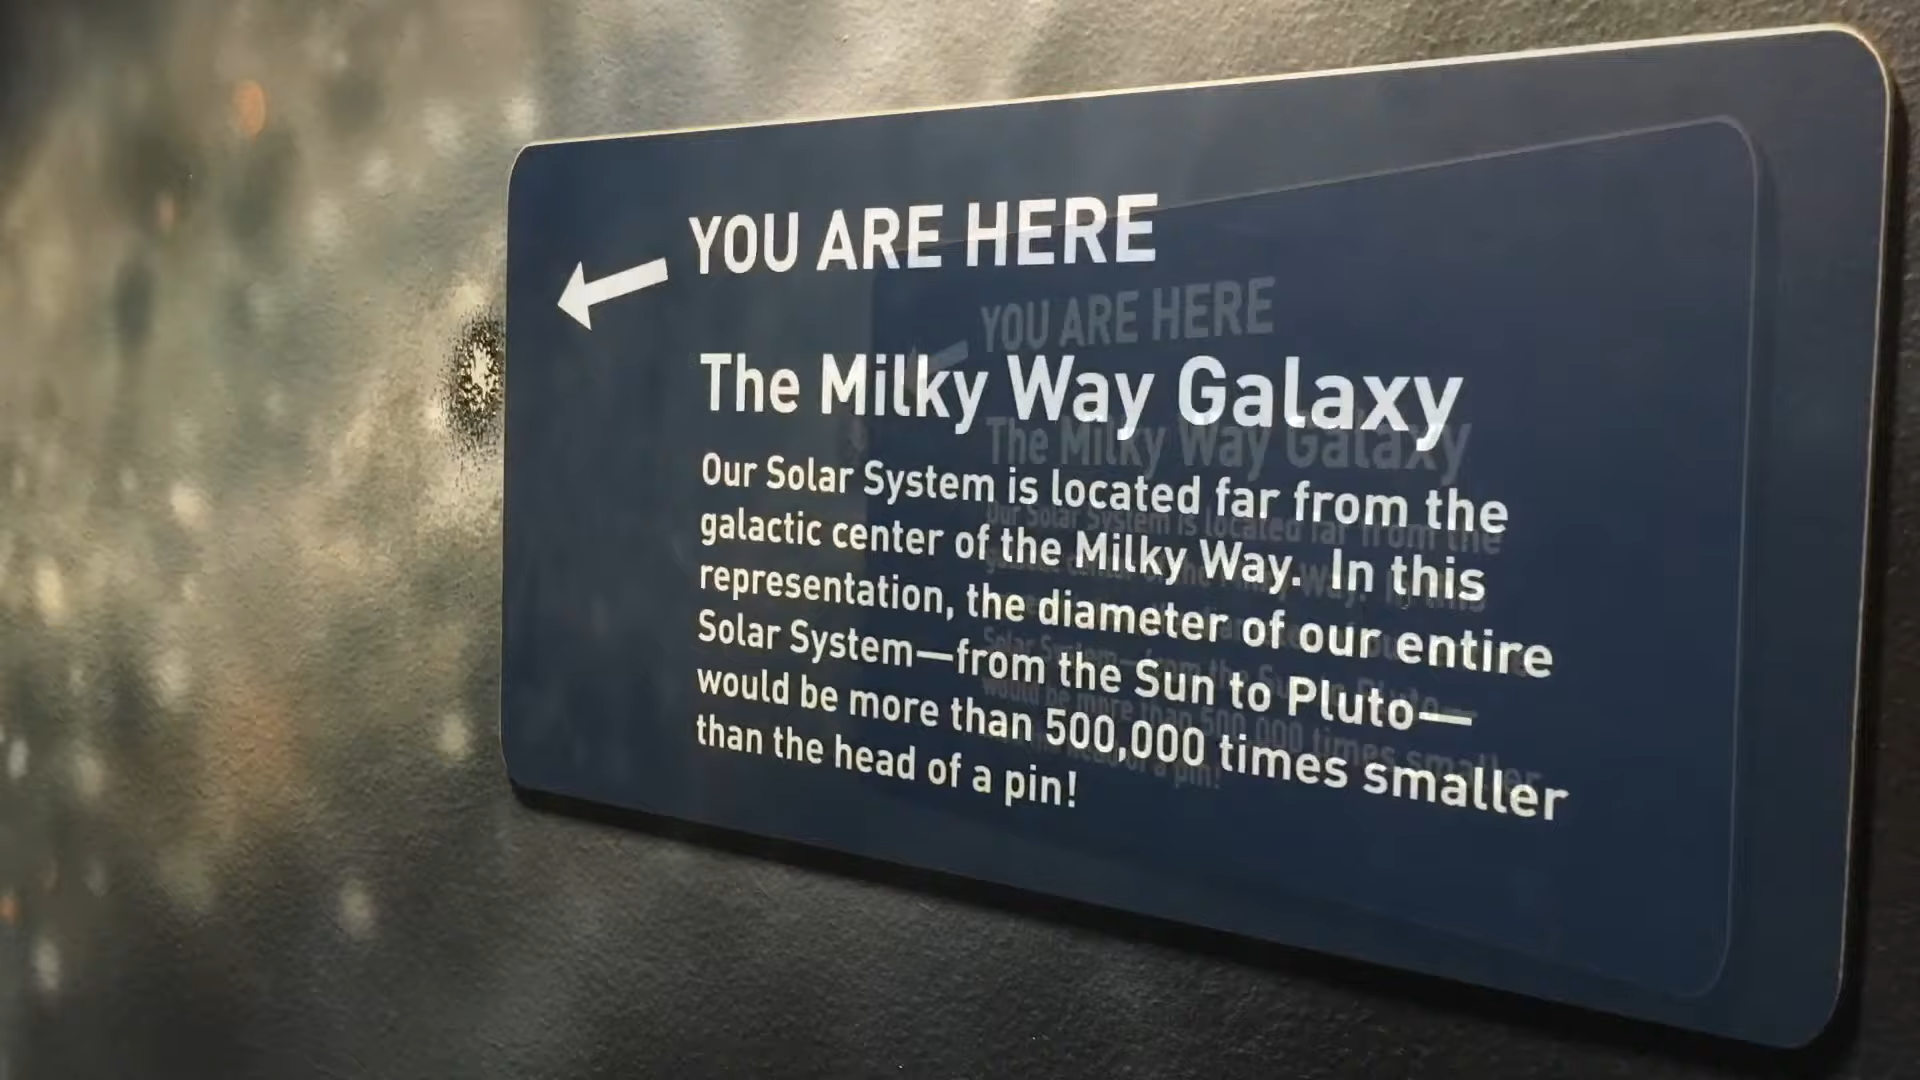 YOU ARE HERE
The Milky Way Galaxy
Our Solar System is located far from the
galactic center of the Milky Way. In this
representation, the diameter of our entire
Solar System—from the Sun to Pluto—
would be more than 500,000 times smaller
than the head of a pin!